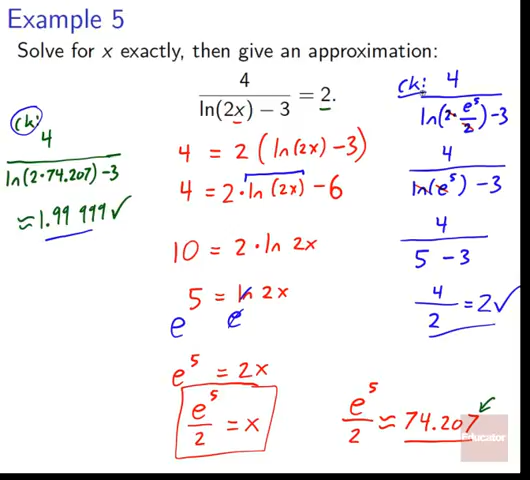 Example 5
Solve for x exactly, then give an approximation:
4 / (ln(2x) − 3) = 2.
4 = 2 (ln(2x) − 3)
4 = 2 · ln(2x) − 6
10 = 2 · ln 2x
5 = ln 2x
e e
e^5 = 2x
e^5 / 2 = x
e^5 / 2 ≈ 74.207
ck:
4 / (ln(2 · 74.207) − 3)
≈ 1.99 999 ✓
ck: 4 / (ln(2 · e^5/2) − 3)
4 / (ln(e^5) − 3)
4 / (5 − 3)
4 / 2 = 2 ✓
Educator